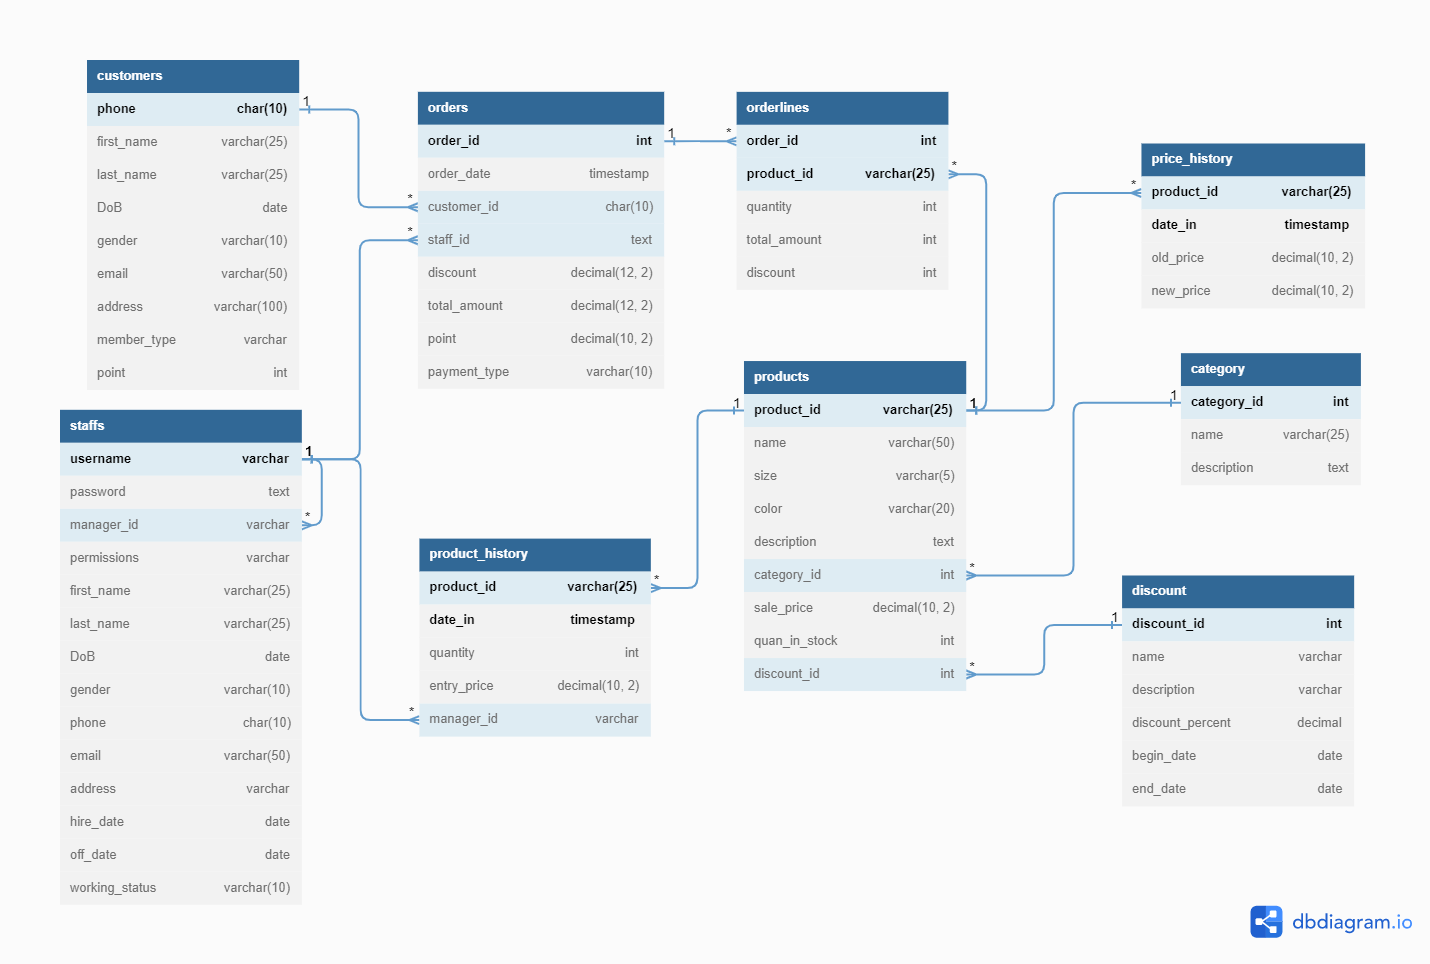 customers
phone char(10)
first_name varchar(25)
last_name varchar(25)
DoB date
gender varchar(10)
email varchar(50)
address varchar(100)
member_type varchar
point int
1
staffs
username varchar
password text
manager_id varchar
permissions varchar
first_name varchar(25)
last_name varchar(25)
DoB date
gender varchar(10)
phone char(10)
email varchar(50)
address varchar
hire_date date
off_date date
working_status varchar(10)
1
*
orders
order_id int
order_date timestamp
customer_id char(10)
staff_id text
discount decimal(12, 2)
total_amount decimal(12, 2)
point decimal(10, 2)
payment_type varchar(10)
1
*
*
product_history
product_id varchar(25)
date_in timestamp
quantity int
entry_price decimal(10, 2)
manager_id varchar
*
*
orderlines
order_id int
product_id varchar(25)
quantity int
total_amount int
discount int
*
*
products
product_id varchar(25)
name varchar(50)
size varchar(5)
color varchar(20)
description text
category_id int
sale_price decimal(10, 2)
quan_in_stock int
discount_id int
1
1
*
*
price_history
product_id varchar(25)
date_in timestamp
old_price decimal(10, 2)
new_price decimal(10, 2)
*
category
category_id int
name varchar(25)
description text
1
discount
discount_id int
name varchar
description varchar
discount_percent decimal
begin_date date
end_date date
1
dbdiagram.io